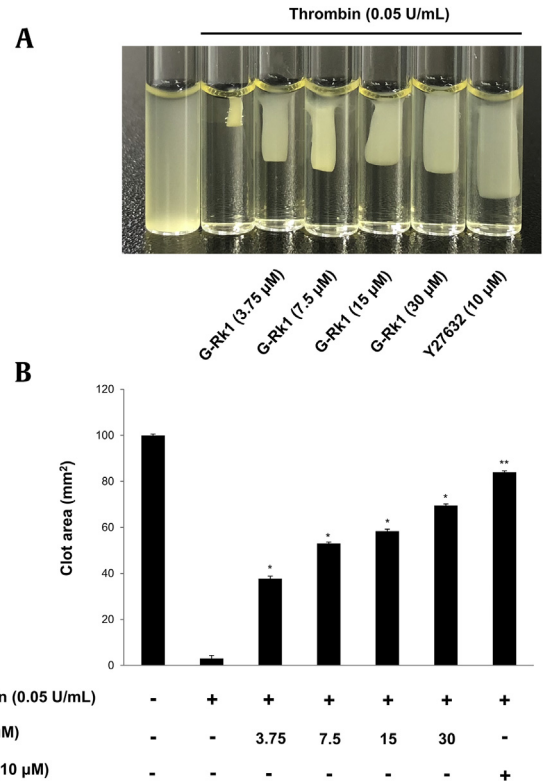 Thrombin (0.05 U/mL)
A
G-Rk1 (3.75 µM)
G-Rk1 (7.5 µM)
G-Rk1 (15 µM)
G-Rk1 (30 µM)
Y27632 (10 µM)
B
120
100
80
60
40
20
0
Clot area (mm²)
* * * * **
(0.05 U/mL) - + + + + + +
- - 3.75 7.5 15 30 -
10 µM) - - - - - - +